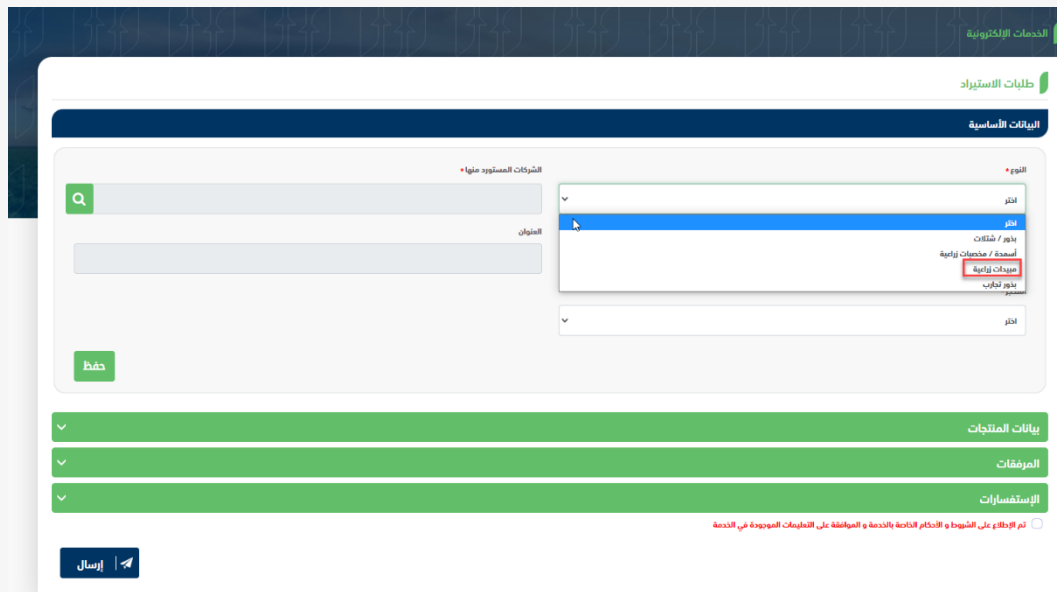 الخدمات الإلكترونية
طلبات الاستيراد
البيانات الأساسية
النوع *
الشركات المستورد منها *
اختر
اختر
بذور / شتلات
أسمدة / مخصبات زراعية
مبيدات زراعية
بذور تجارب
العنوان
اختر
حفظ
بيانات المنتجات
المرفقات
الإستفسارات
تم الإطلاع على الشروط و الأحكام الخاصة بالخدمة و الموافقة على التعليمات الموجودة في الخدمة
إرسال